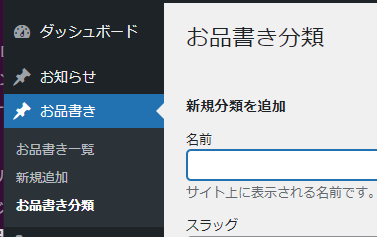 ダッシュボード
お知らせ
お品書き
お品書き一覧
新規追加
お品書き分類
お品書き分類
新規分類を追加
名前
サイト上に表示される名前です。
スラッグ